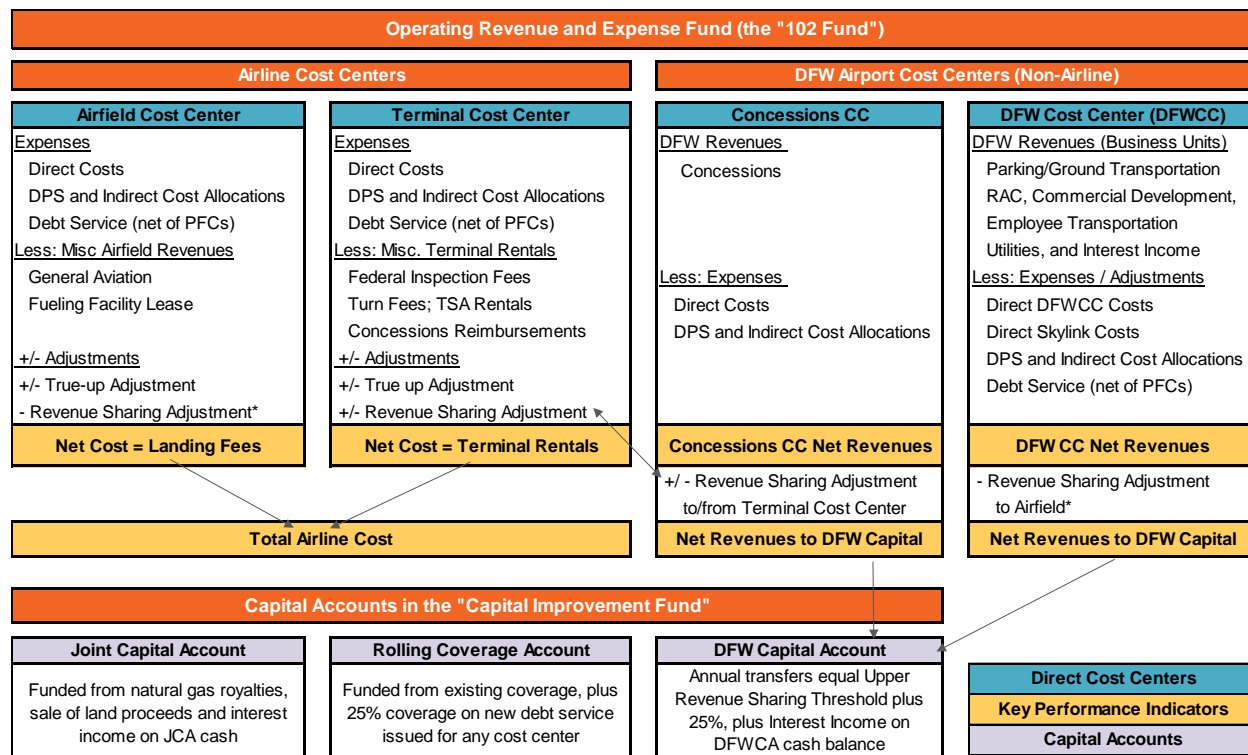 Operating Revenue and Expense Fund (the "102 Fund")
Airline Cost Centers
DFW Airport Cost Centers (Non-Airline)
Airfield Cost Center
Expenses
Direct Costs
DPS and Indirect Cost Allocations
Debt Service (net of PFCs)
Less: Misc Airfield Revenues
General Aviation
Fueling Facility Lease
+/- Adjustments
+/- True-up Adjustment
- Revenue Sharing Adjustment*
Net Cost = Landing Fees
Terminal Cost Center
Expenses
Direct Costs
DPS and Indirect Cost Allocations
Debt Service (net of PFCs)
Less: Misc. Terminal Rentals
Federal Inspection Fees
Turn Fees; TSA Rentals
Concessions Reimbursements
+/- Adjustments
+/- True up Adjustment
+/- Revenue Sharing Adjustment
Net Cost = Terminal Rentals
Total Airline Cost
Concessions CC
DFW Revenues
Concessions
Less: Expenses
Direct Costs
DPS and Indirect Cost Allocations
Concessions CC Net Revenues
+/ - Revenue Sharing Adjustment
to/from Terminal Cost Center
Net Revenues to DFW Capital
DFW Cost Center (DFWCC)
DFW Revenues (Business Units)
Parking/Ground Transportation
RAC, Commercial Development,
Employee Transportation
Utilities, and Interest Income
Less: Expenses / Adjustments
Direct DFWCC Costs
Direct Skylink Costs
DPS and Indirect Cost Allocations
Debt Service (net of PFCs)
DFW CC Net Revenues
- Revenue Sharing Adjustment
to Airfield*
Net Revenues to DFW Capital
Capital Accounts in the "Capital Improvement Fund"
Joint Capital Account
Funded from natural gas royalties,
sale of land proceeds and interest
income on JCA cash
Rolling Coverage Account
Funded from existing coverage, plus
25% coverage on new debt service
issued for any cost center
DFW Capital Account
Annual transfers equal Upper
Revenue Sharing Threshold plus
25%, plus Interest Income on
DFWCA cash balance
Direct Cost Centers
Key Performance Indicators
Capital Accounts